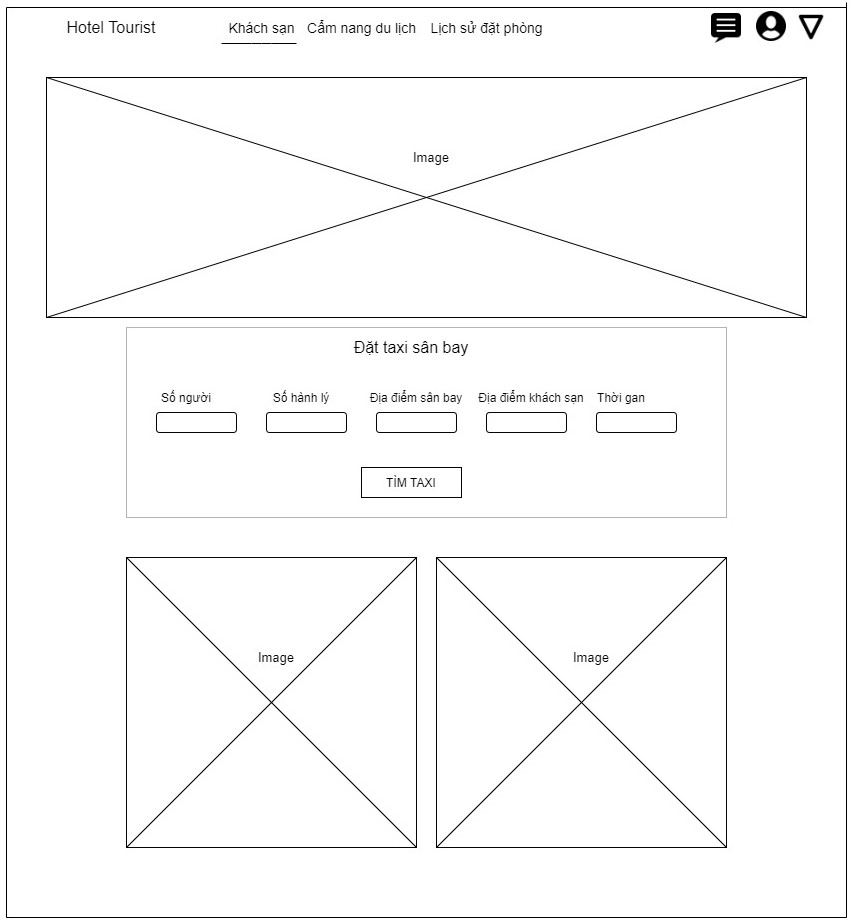 Hotel Tourist
Khách sạn Cẩm nang du lịch Lịch sử đặt phòng
Image
Đặt taxi sân bay
Số người Số hành lý Địa điểm sân bay Địa điểm khách sạn Thời gan
TÌM TAXI
Image Image